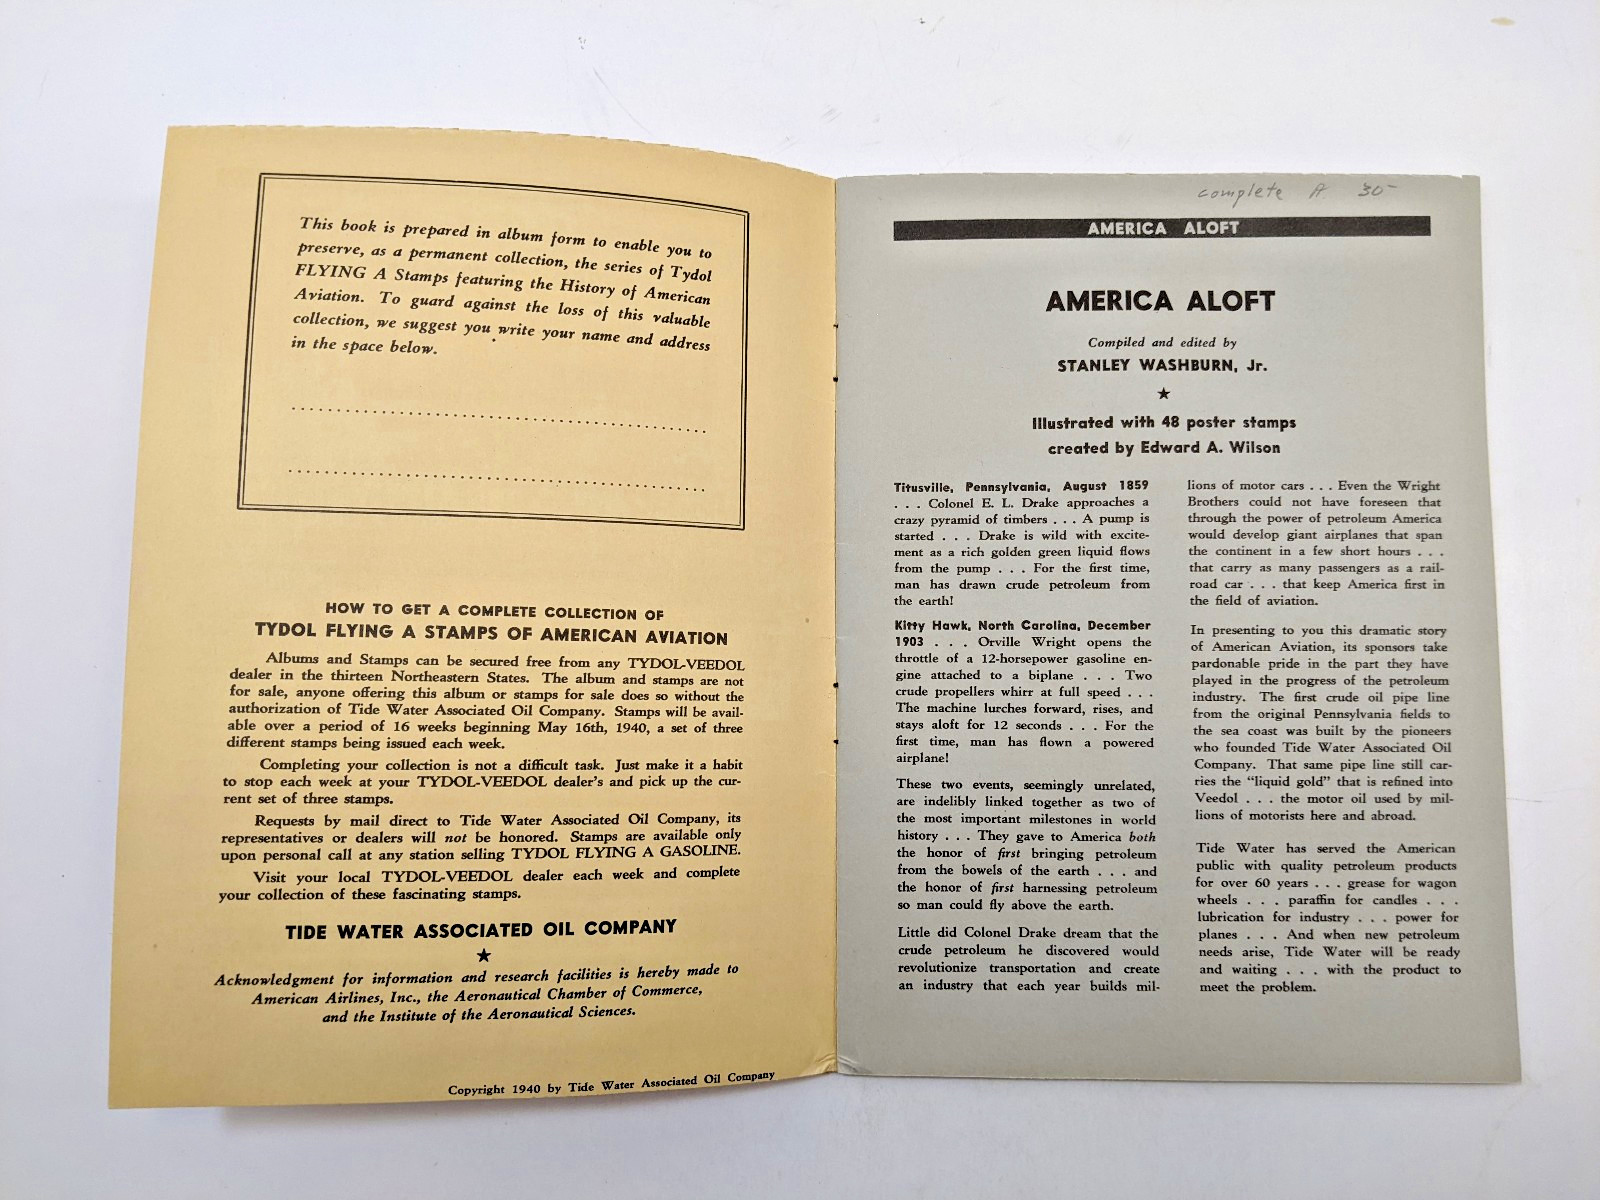 This book is prepared in album form to enable you to
preserve, as a permanent collection, the series of Tydol
FLYING A Stamps featuring the History of American
Aviation. To guard against the loss of this valuable
collection, we suggest you write your name and address
in the space below.
HOW TO GET A COMPLETE COLLECTION OF
TYDOL FLYING A STAMPS OF AMERICAN AVIATION
Albums and Stamps can be secured free from any TYDOL-VEEDOL
dealer in the thirteen Northeastern States. The album and stamps are not
for sale, anyone offering this album or stamps for sale does so without the
authorization of Tide Water Associated Oil Company. Stamps will be avail-
able over a period of 16 weeks beginning May 16th, 1940, a set of three
different stamps being issued each week.
Completing your collection is not a difficult task. Just make it a habit
to stop each week at your TYDOL-VEEDOL dealer's and pick up the cur-
rent set of three stamps.
Requests by mail direct to Tide Water Associated Oil Company, its
representatives or dealers will not be honored. Stamps are available only
upon personal call at any station selling TYDOL FLYING A GASOLINE.
Visit your local TYDOL-VEEDOL dealer each week and complete
your collection of these fascinating stamps.
TIDE WATER ASSOCIATED OIL COMPANY
★
Acknowledgment for information and research facilities is hereby made to
American Airlines, Inc., the Aeronautical Chamber of Commerce,
and the Institute of the Aeronautical Sciences.
Copyright 1940 by Tide Water Associated Oil Company
complete A 30-
AMERICA ALOFT
AMERICA ALOFT
Compiled and edited by
STANLEY WASHBURN, Jr.
★
Illustrated with 48 poster stamps
created by Edward A. Wilson
Titusville, Pennsylvania, August 1859
. . . Colonel E. L. Drake approaches a
crazy pyramid of timbers . . . A pump is
started . . . Drake is wild with excite-
ment as a rich golden green liquid flows
from the pump . . . For the first time,
man has drawn crude petroleum from
the earth!
Kitty Hawk, North Carolina, December
1903 . . . Orville Wright opens the
throttle of a 12-horsepower gasoline en-
gine attached to a biplane . . . Two
crude propellers whirr at full speed . . .
The machine lurches forward, rises, and
stays aloft for 12 seconds . . . For the
first time, man has flown a powered
airplane!
These two events, seemingly unrelated,
are indelibly linked together as two of
the most important milestones in world
history . . . They gave to America both
the honor of first bringing petroleum
from the bowels of the earth . . . and
the honor of first harnessing petroleum
so man could fly above the earth.
Little did Colonel Drake dream that the
crude petroleum he discovered would
revolutionize transportation and create
an industry that each year builds mil-
lions of motor cars . . . Even the Wright
Brothers could not have foreseen that
through the power of petroleum America
would develop giant airplanes that span
the continent in a few short hours . . .
that carry as many passengers as a rail-
road car . . . that keep America first in
the field of aviation.
In presenting to you this dramatic story
of American Aviation, its sponsors take
pardonable pride in the part they have
played in the progress of the petroleum
industry. The first crude oil pipe line
from the original Pennsylvania fields to
the sea coast was built by the pioneers
who founded Tide Water Associated Oil
Company. That same pipe line still car-
ries the "liquid gold" that is refined into
Veedol . . . the motor oil used by mil-
lions of motorists here and abroad.
Tide Water has served the American
public with quality petroleum products
for over 60 years . . . grease for wagon
wheels . . . paraffin for candles . . .
lubrication for industry . . . power for
planes . . . And when new petroleum
needs arise, Tide Water will be ready
and waiting . . . with the product to
meet the problem.